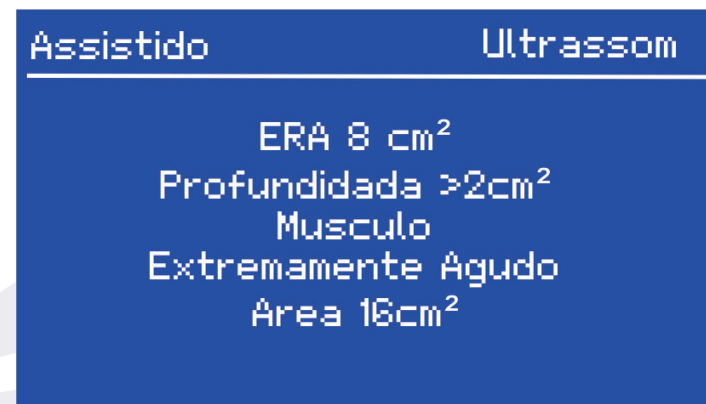 Assistido Ultrassom
ERA 8 cm²
Profundidada >2cm²
Musculo
Extremamente Agudo
Area 16cm²